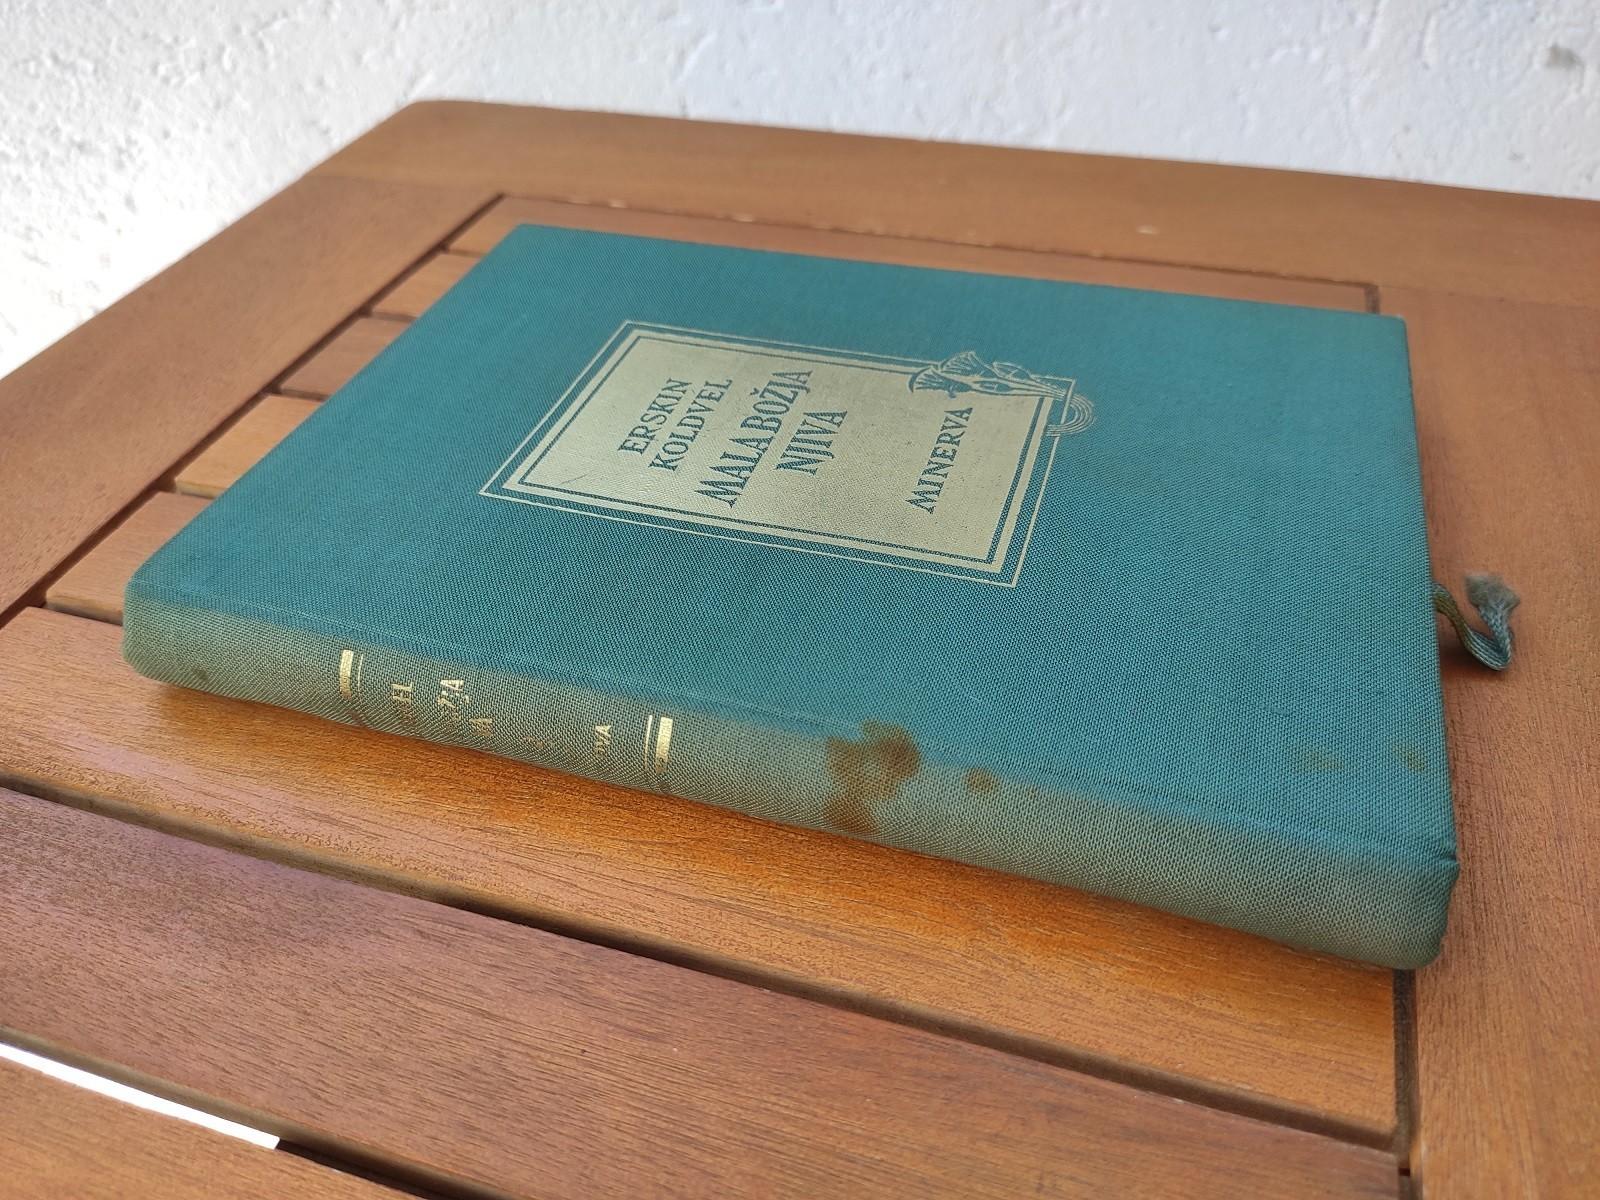 ERSKIN
KOLDVEL
MALA BOŽJA
NJIVA
MINERVA